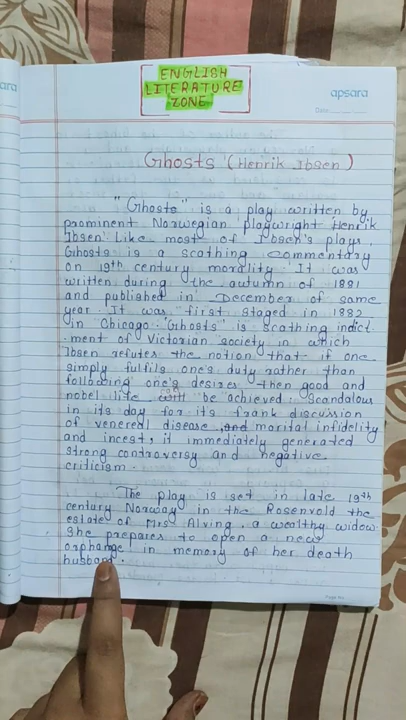 ENGLISH
LITERATURE
ZONE
apsara
Date
Ghosts (Henrik Ibsen)
"Ghosts" is a play written by
prominent Norwegian playwright Henrik
Ibsen. Like most of Ibsen's plays,
Ghosts is a scathing commentary
on 19th century morality. It was
written during the autumn of 1881
and published in December of same
year. It was first staged in 1882
in Chicago. "Ghosts" is scathing indict
-ment of Victorian society in which
Ibsen refutes the notion that if one
simply fulfils one's duty rather than
following one's desires then good and
nobel life be achieved. Scandalous
in its day for its frank discussion
of venereal disease, and marital infidelity
and incest, it immediately generated
strong controversy and negative
criticism.
The play is set in late 19th
century Norway in the Rosenvold the
estate of Mrs Alving, a wealthy widow.
She prepares to open a new
in memory of her death
husband.
Page No.